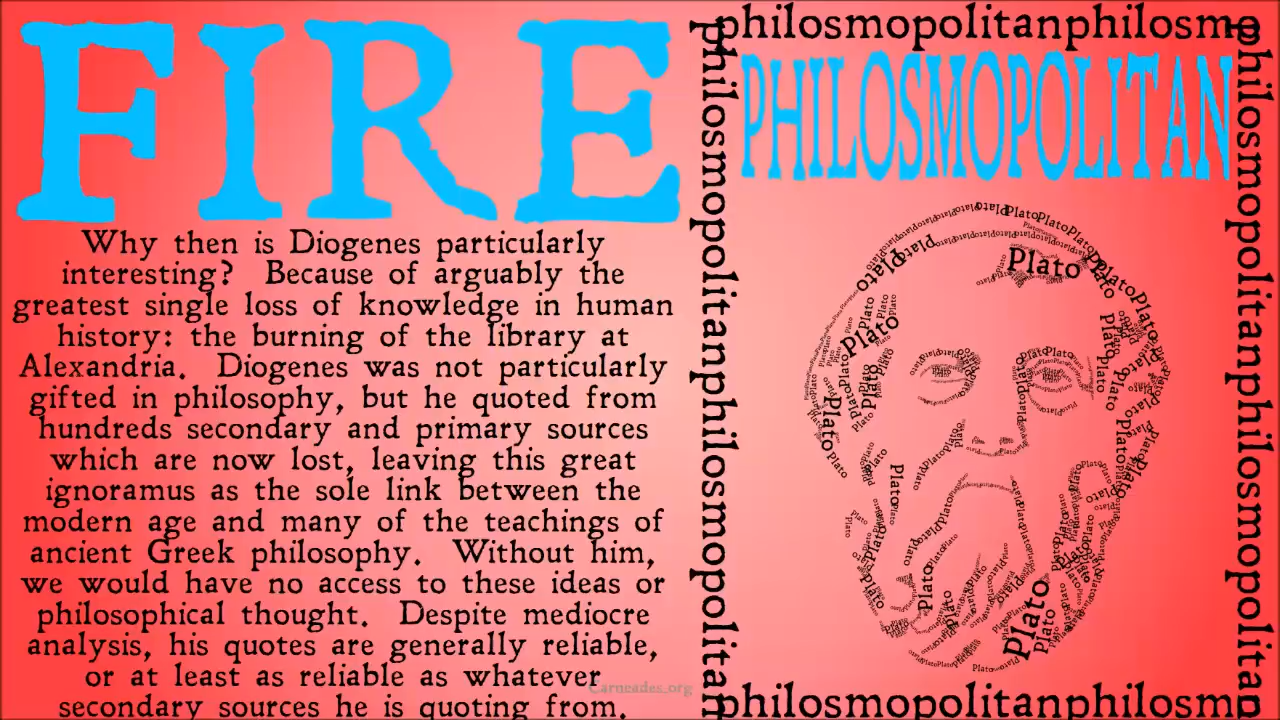 FIRE
Why then is Diogenes particularly
interesting? Because of arguably the
greatest single loss of knowledge in human
history: the burning of the library at
Alexandria. Diogenes was not particularly
gifted in philosophy, but he quoted from
hundreds secondary and primary sources
which are now lost, leaving this great
ignoramus as the sole link between the
modern age and many of the teachings of
ancient Greek philosophy. Without him,
we would have no access to these ideas or
philosophical thought. Despite mediocre
analysis, his quotes are generally reliable,
or at least as reliable as whatever
secondary sources he is quoting from.
Carneades.org
philosmopolitanphilosmo
philosmopolitanphilosmopolitan
PHILOSMOPOLITAN
Plato
Plato
Plato
Plato
Plato
philosmopolitanphilosmopolitan
philosmopolitanphilosmo